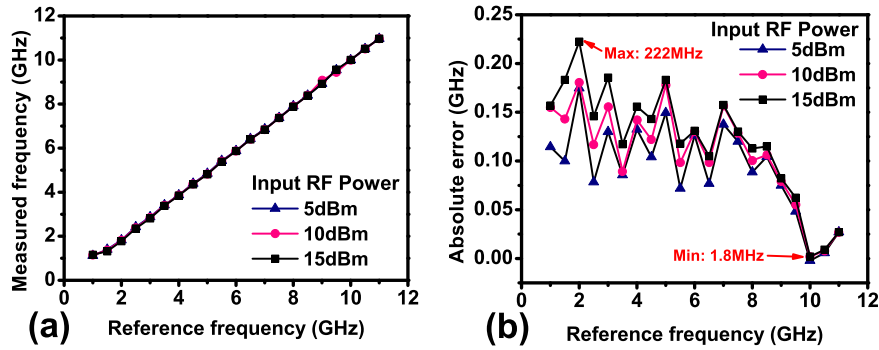 Measured frequency (GHz)
12
10
8
6
4
2
0
0 2 4 6 8 10 12
Reference frequency (GHz)
Input RF Power
5dBm
10dBm
15dBm
(a)
Absolute error (GHz)
0.25
0.20
0.15
0.10
0.05
0.00
0 2 4 6 8 10 12
Reference frequency (GHz)
Input RF Power
5dBm
10dBm
15dBm
Max: 222MHz
Min: 1.8MHz
(b)